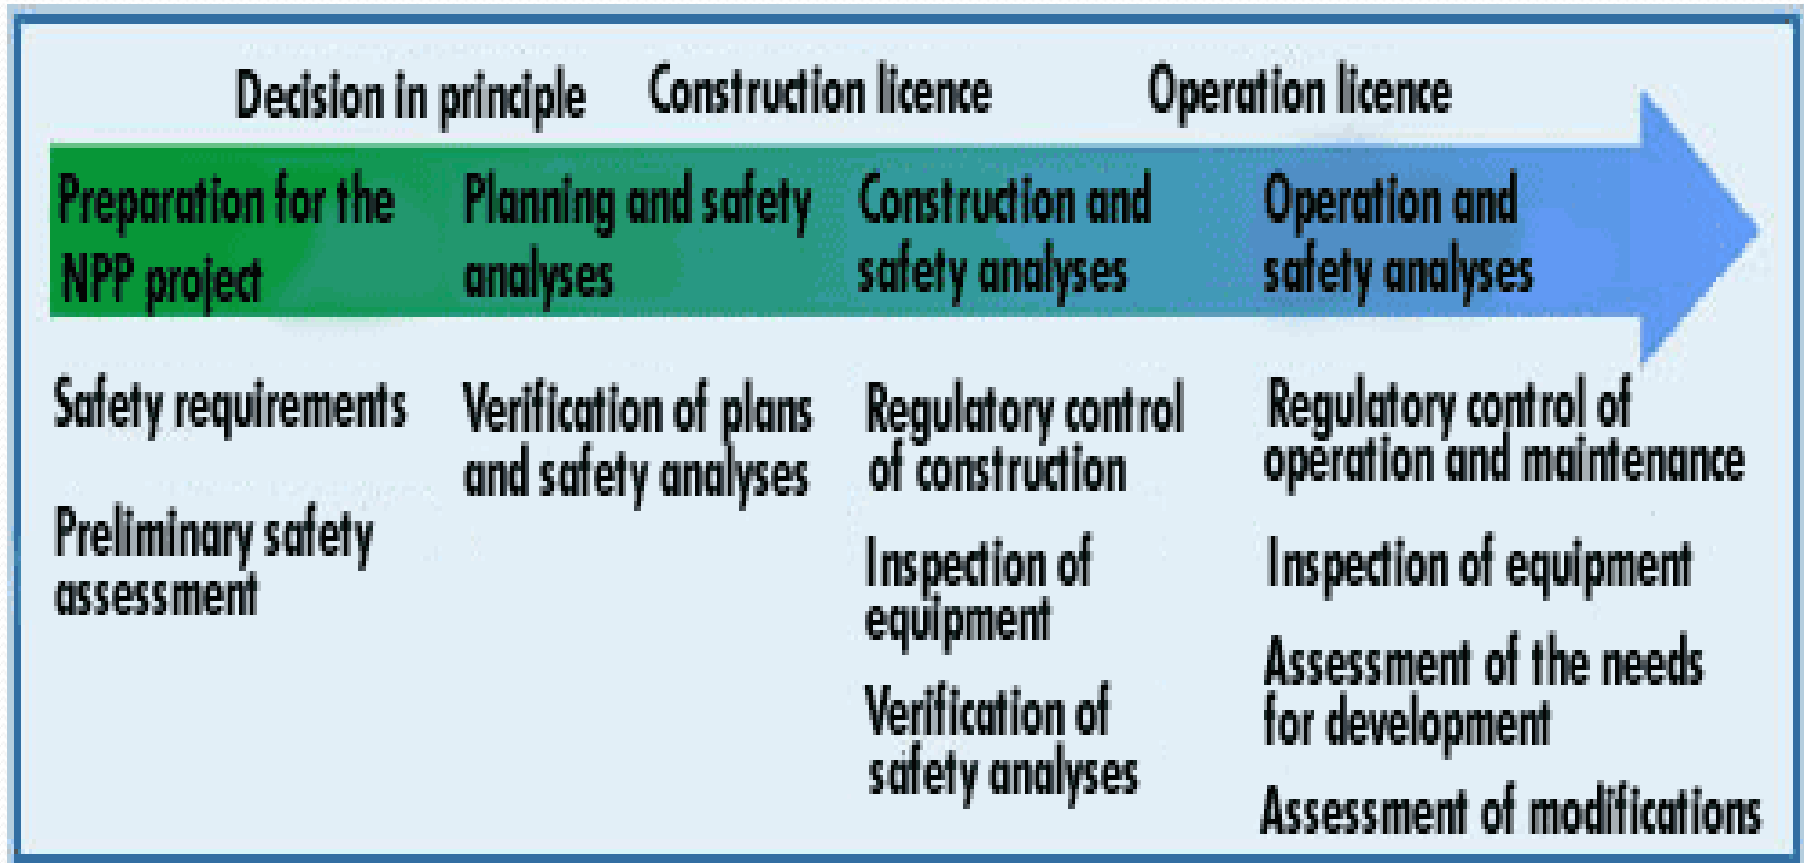 Decision in principle
Construction licence
Operation licence
Preparation for the
NPP project
Planning and safety
analyses
Construction and
safety analyses
Operation and
safety analyses
Safety requirements
Preliminary safety
assessment
Verification of plans
and safety analyses
Regulatory control
of construction
Inspection of
equipment
Verification of
safety analyses
Regulatory control of
operation and maintenance
Inspection of equipment
Assessment of the needs
for development
Assessment of modifications